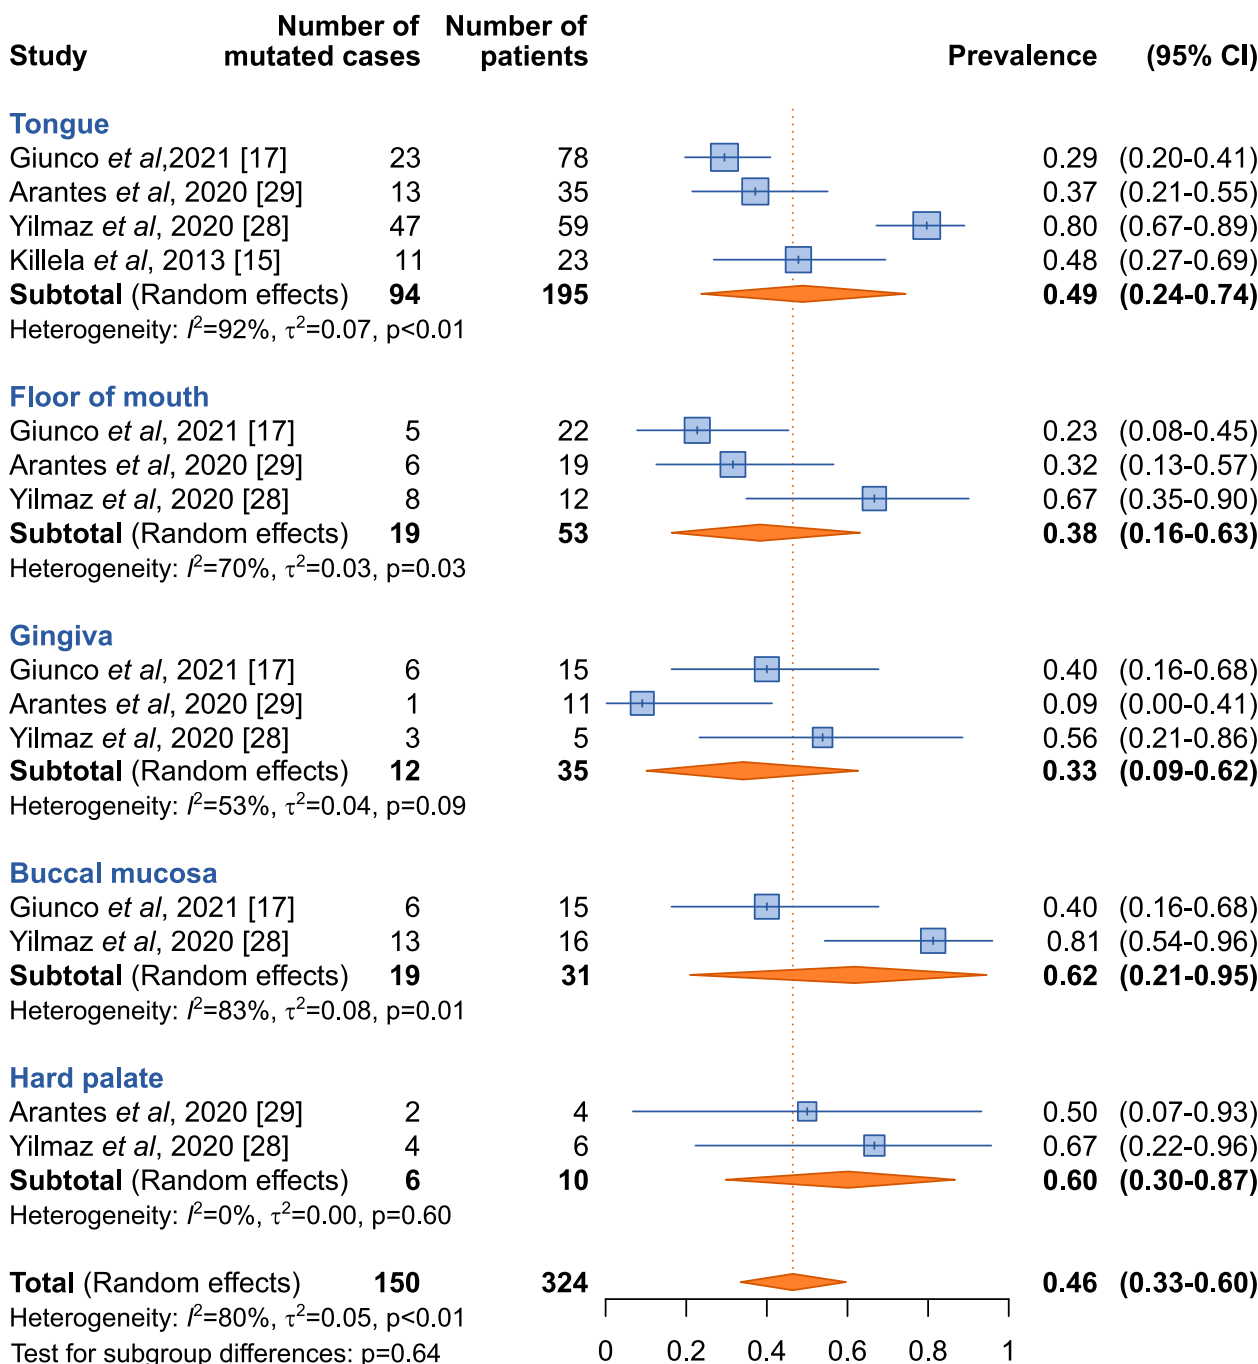 Study Number of mutated cases Number of patients Prevalence (95% CI)
Tongue
Giunco et al,2021 [17] 23 78 0.29 (0.20-0.41)
Arantes et al, 2020 [29] 13 35 0.37 (0.21-0.55)
Yilmaz et al, 2020 [28] 47 59 0.80 (0.67-0.89)
Killela et al, 2013 [15] 11 23 0.48 (0.27-0.69)
Subtotal (Random effects) 94 195 0.49 (0.24-0.74)
Heterogeneity: I²=92%, τ²=0.07, p<0.01
Floor of mouth
Giunco et al, 2021 [17] 5 22 0.23 (0.08-0.45)
Arantes et al, 2020 [29] 6 19 0.32 (0.13-0.57)
Yilmaz et al, 2020 [28] 8 12 0.67 (0.35-0.90)
Subtotal (Random effects) 19 53 0.38 (0.16-0.63)
Heterogeneity: I²=70%, τ²=0.03, p=0.03
Gingiva
Giunco et al, 2021 [17] 6 15 0.40 (0.16-0.68)
Arantes et al, 2020 [29] 1 11 0.09 (0.00-0.41)
Yilmaz et al, 2020 [28] 3 5 0.56 (0.21-0.86)
Subtotal (Random effects) 12 35 0.33 (0.09-0.62)
Heterogeneity: I²=53%, τ²=0.04, p=0.09
Buccal mucosa
Giunco et al, 2021 [17] 6 15 0.40 (0.16-0.68)
Yilmaz et al, 2020 [28] 13 16 0.81 (0.54-0.96)
Subtotal (Random effects) 19 31 0.62 (0.21-0.95)
Heterogeneity: I²=83%, τ²=0.08, p=0.01
Hard palate
Arantes et al, 2020 [29] 2 4 0.50 (0.07-0.93)
Yilmaz et al, 2020 [28] 4 6 0.67 (0.22-0.96)
Subtotal (Random effects) 6 10 0.60 (0.30-0.87)
Heterogeneity: I²=0%, τ²=0.00, p=0.60
Total (Random effects) 150 324 0.46 (0.33-0.60)
Heterogeneity: I²=80%, τ²=0.05, p<0.01
Test for subgroup differences: p=0.64
0 0.2 0.4 0.6 0.8 1